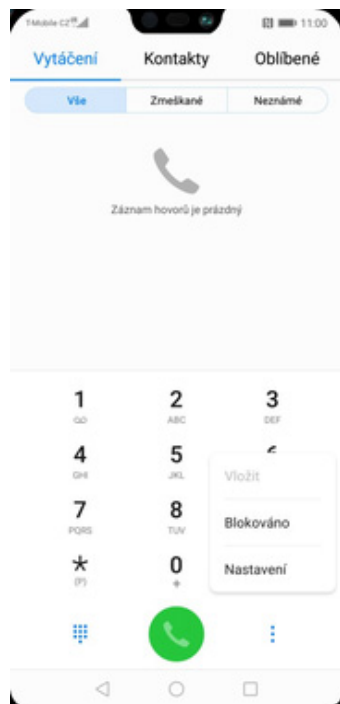 T-Mobile CZ 11:00
Vytáčení Kontakty Oblíbené
Vše Zmeškané Neznámé
Záznam hovorů je prázdný
1 2 3
ABC DEF
4 5 6
GHI JKL
Vložit
7 8
PQRS TUV
Blokováno
* 0
(P) +
Nastavení